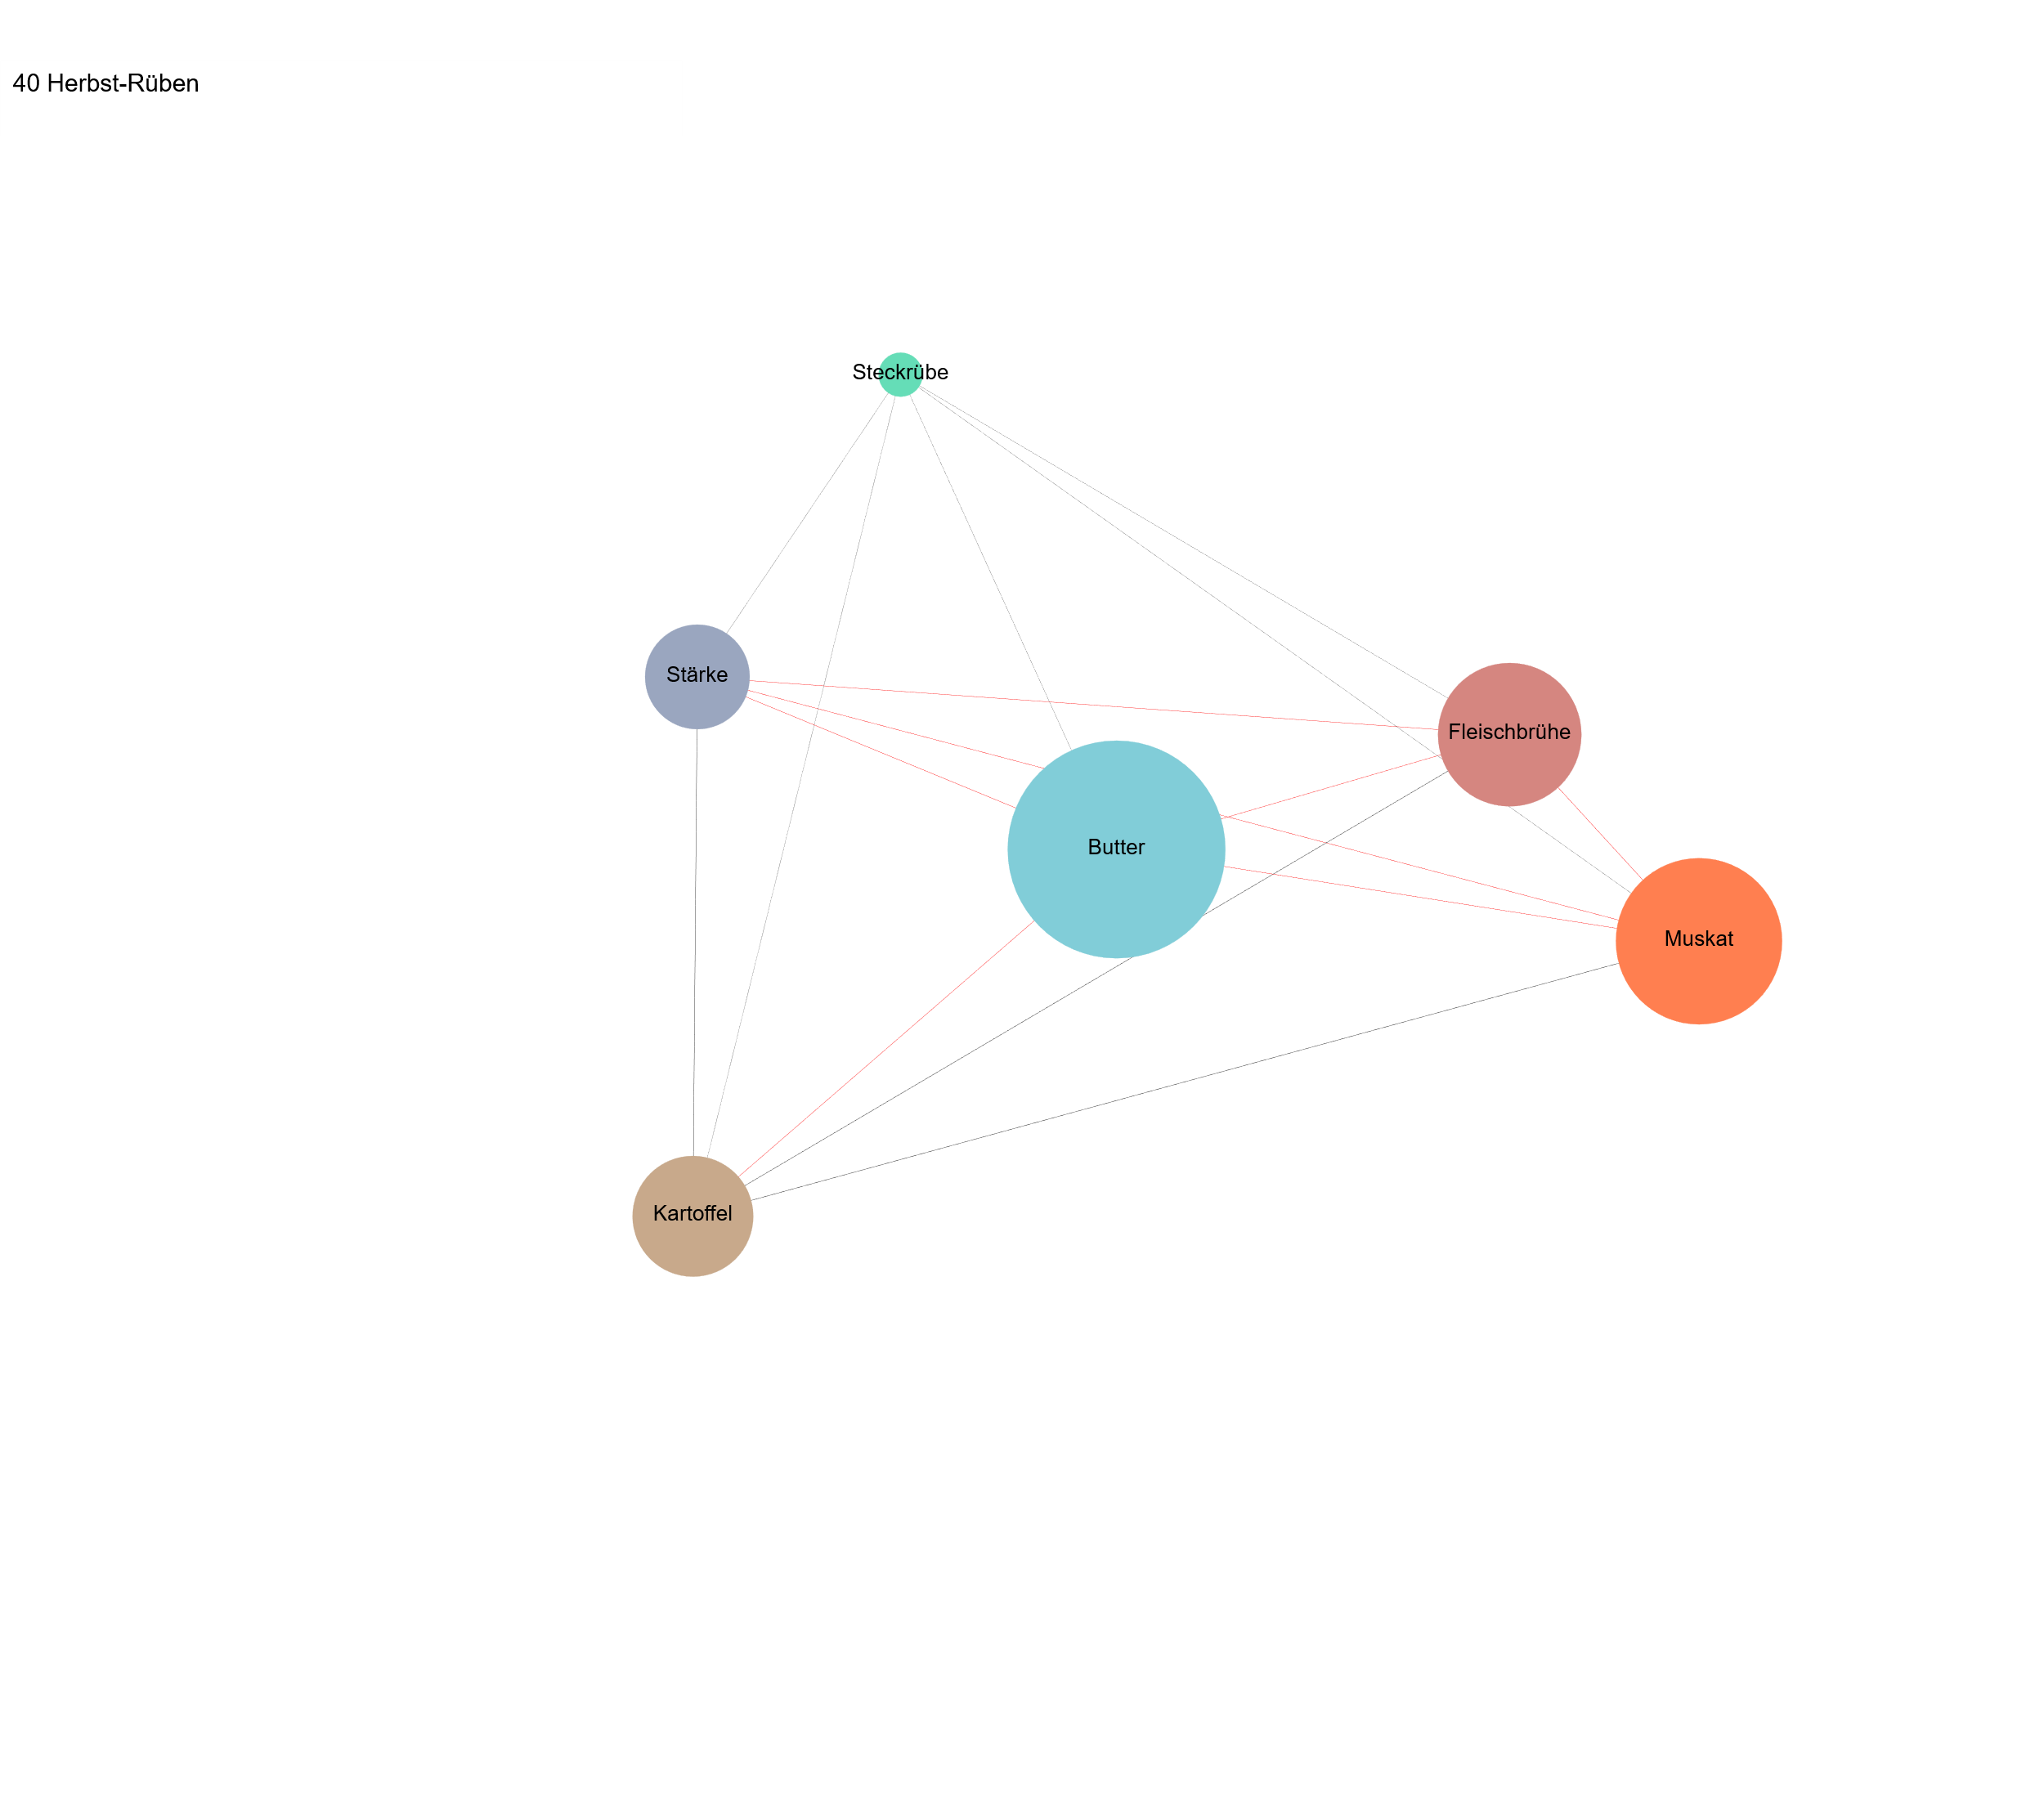 40 Herbst-Rüben
Steckrübe
Stärke
Fleischbrühe
Butter
Muskat
Kartoffel